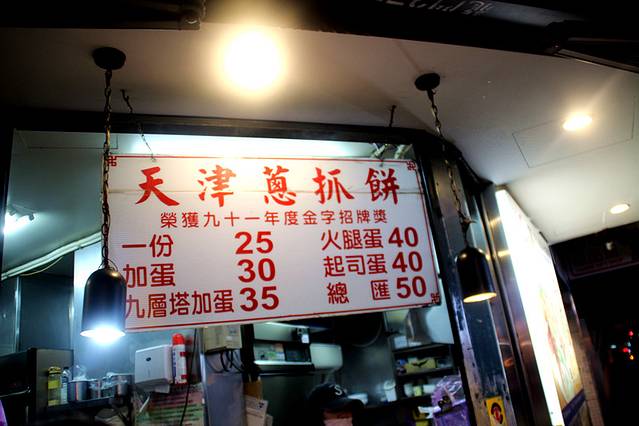 天津蔥抓餅
榮獲九十一年度金字招牌獎
一份 25
加蛋 30
九層塔加蛋 35
火腿蛋 40
起司蛋 40
總匯 50